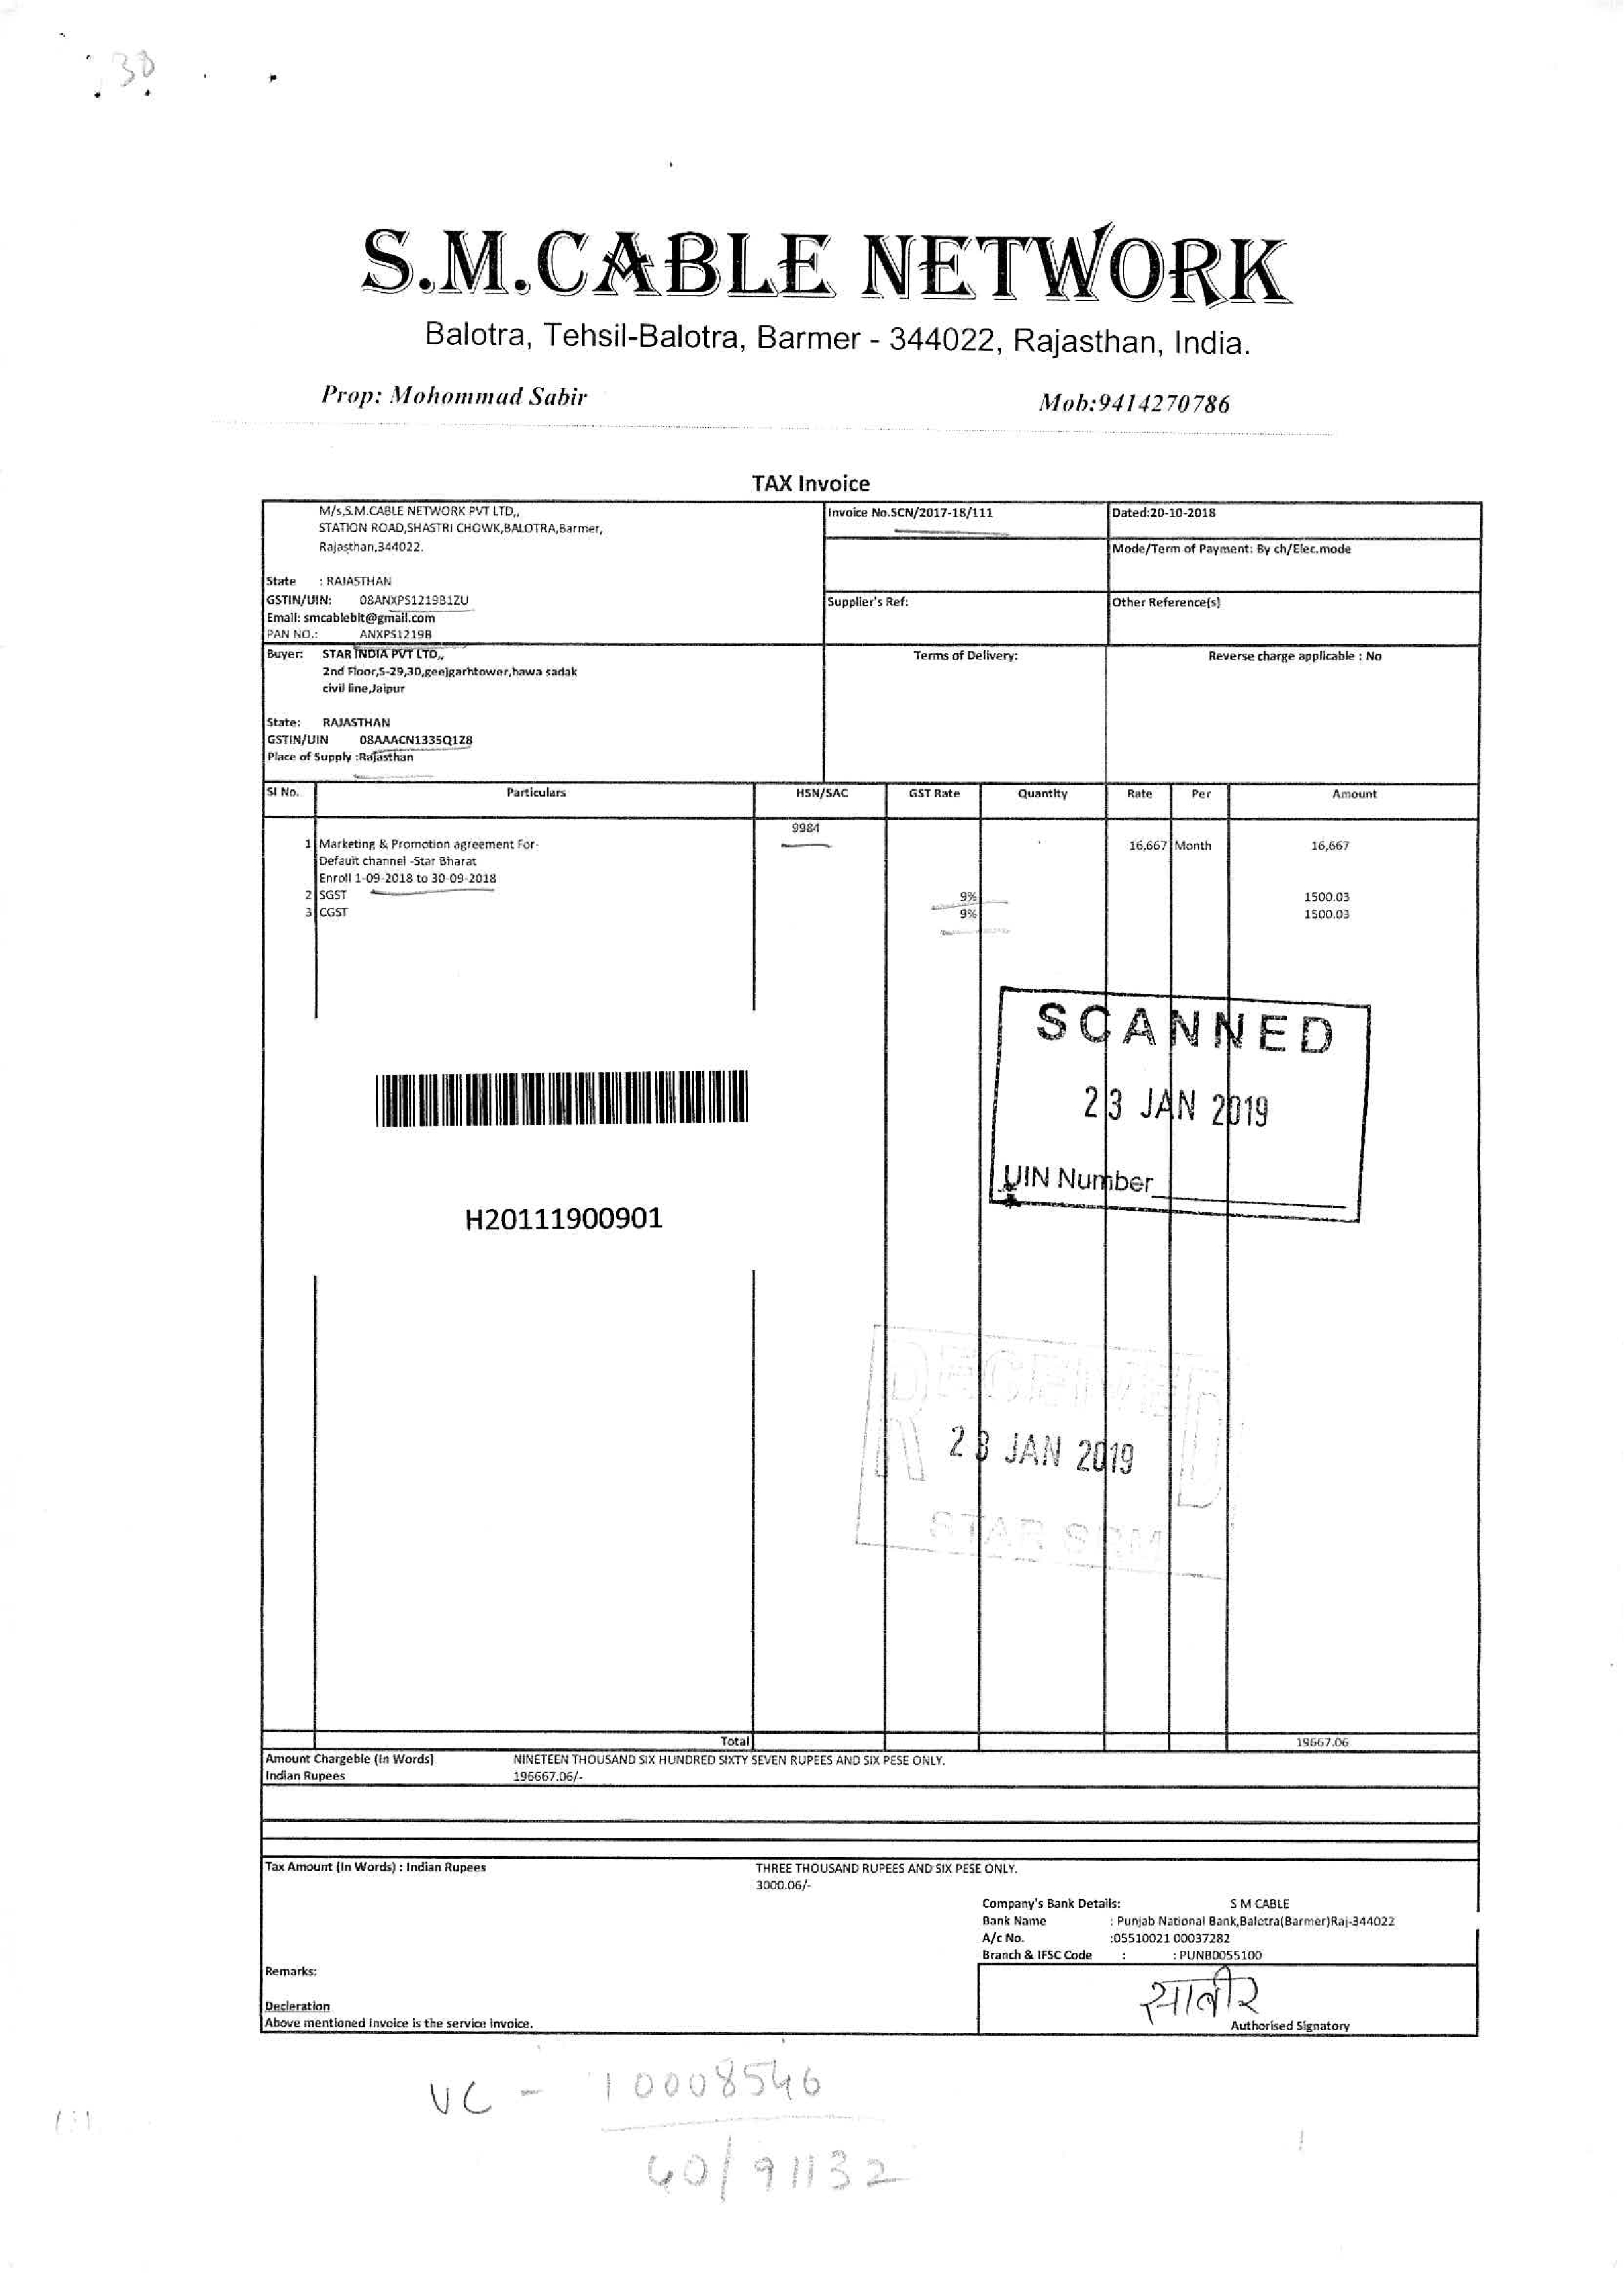 38
S.M.CABLE NETWORK
Balotra, Tehsil-Balotra, Barmer - 344022, Rajasthan, India.
Prop: Mohommad Sabir Mob:9414270786
TAX Invoice
M/s,S.M.CABLE NETWORK PVT LTD,,
STATION ROAD,SHASTRI CHOWK,BALOTRA,Barmer,
Rajasthan,344022.
State : RAJASTHAN
GSTIN/UIN: 08ANXPS1219B1ZU
Email: smcableblt@gmail.com
PAN NO.: ANXPS1219B
Invoice No.SCN/2017-18/111
Dated:20-10-2018
Mode/Term of Payment: By ch/Elec.mode
Supplier's Ref:
Other Reference(s)
Buyer: STAR INDIA PVT LTD,,
2nd Floor,S-29,30,geejgarhtower,hawa sadak
civil line,Jaipur
State: RAJASTHAN
GSTIN/UIN 08AAACN1335Q1Z8
Place of Supply :Rajasthan
Terms of Delivery:
Reverse charge applicable : No
Sl No. Particulars HSN/SAC GST Rate Quantity Rate Per Amount
9984
1 Marketing & Promotion agreement For- 16,667 Month 16,667
Default channel -Star Bharat
Enroll 1-09-2018 to 30-09-2018
2 SGST 9% 1500.03
3 CGST 9% 1500.03
SCANNED
23 JAN 2019
UIN Number
H20111900901
RECEIVED
23 JAN 2019
STAR
Total 19667.06
Amount Chargeble (In Words) NINETEEN THOUSAND SIX HUNDRED SIXTY SEVEN RUPEES AND SIX PESE ONLY.
Indian Rupees 196667.06/-
Tax Amount (In Words) : Indian Rupees THREE THOUSAND RUPEES AND SIX PESE ONLY.
3000.06/-
Company's Bank Details: S M CABLE
Bank Name : Punjab National Bank,Balotra(Barmer)Raj-344022
A/c No. :05510021 00037282
Branch & IFSC Code : : PUNB0055100
Remarks:
साबीर
Decleration
Above mentioned invoice is the service invoice.
Authorised Signatory
VC - 10008546
60/91132